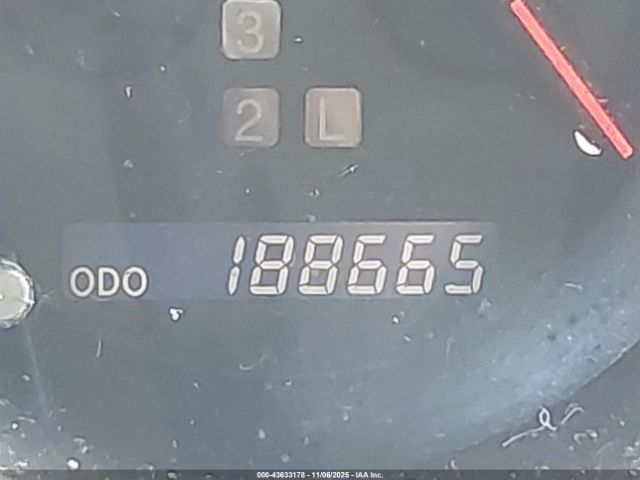 3
2 L
ODO 188665
000-43633178 - 11/06/2025 - IAA Inc.